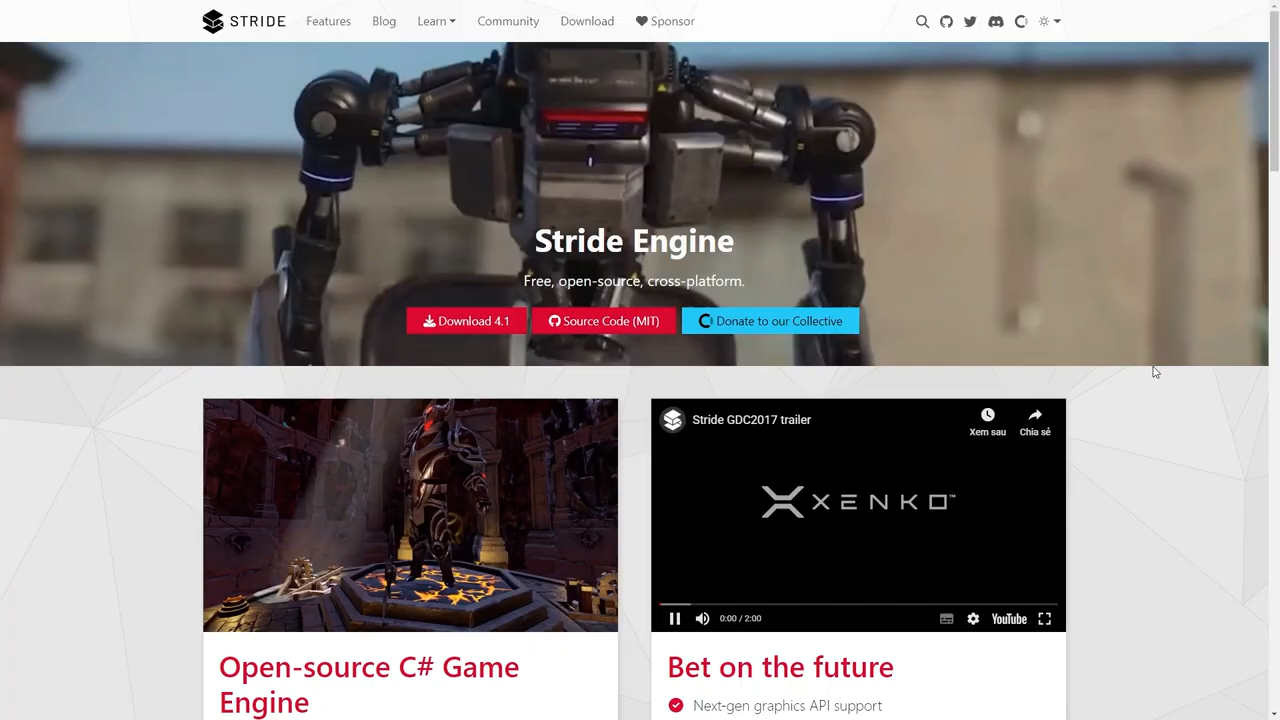 STRIDE
Features
Blog
Learn
Community
Download
Sponsor
Stride Engine
Free, open-source, cross-platform.
Download 4.1
Source Code (MIT)
Donate to our Collective
Stride GDC2017 trailer
Xem sau
Chia sẻ
XENKO™
0:00 / 2:00
YouTube
Open-source C# Game
Engine
Bet on the future
Next-gen graphics API support